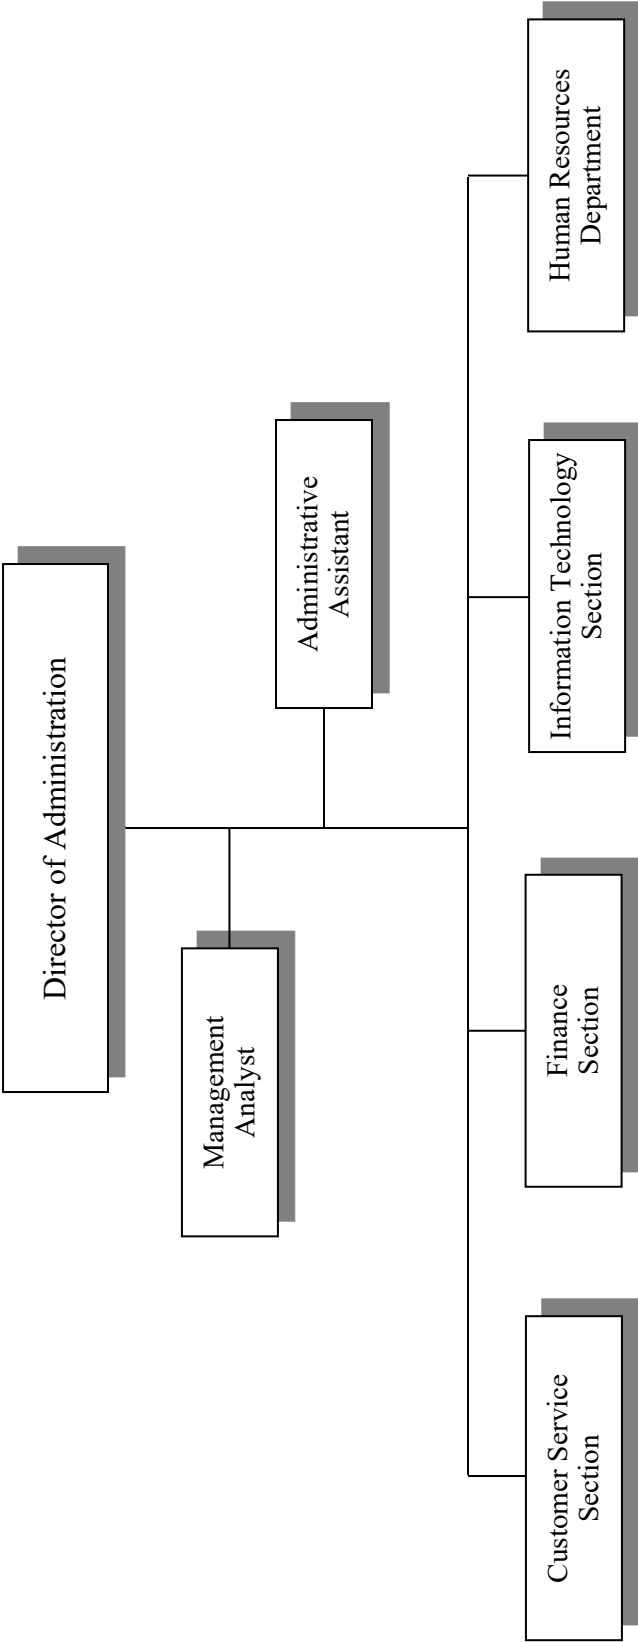 Director of Administration
Management
Analyst
Administrative
Assistant
Customer Service
Section
Finance
Section
Information Technology
Section
Human Resources
Department